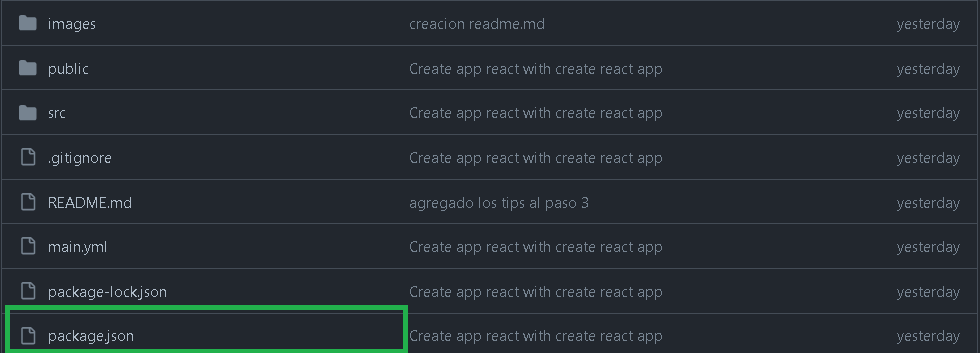 images creacion readme.md yesterday
public Create app react with create react app yesterday
src Create app react with create react app yesterday
.gitignore Create app react with create react app yesterday
README.md agregado los tips al paso 3 yesterday
main.yml Create app react with create react app yesterday
package-lock.json Create app react with create react app yesterday
package.json Create app react with create react app yesterday